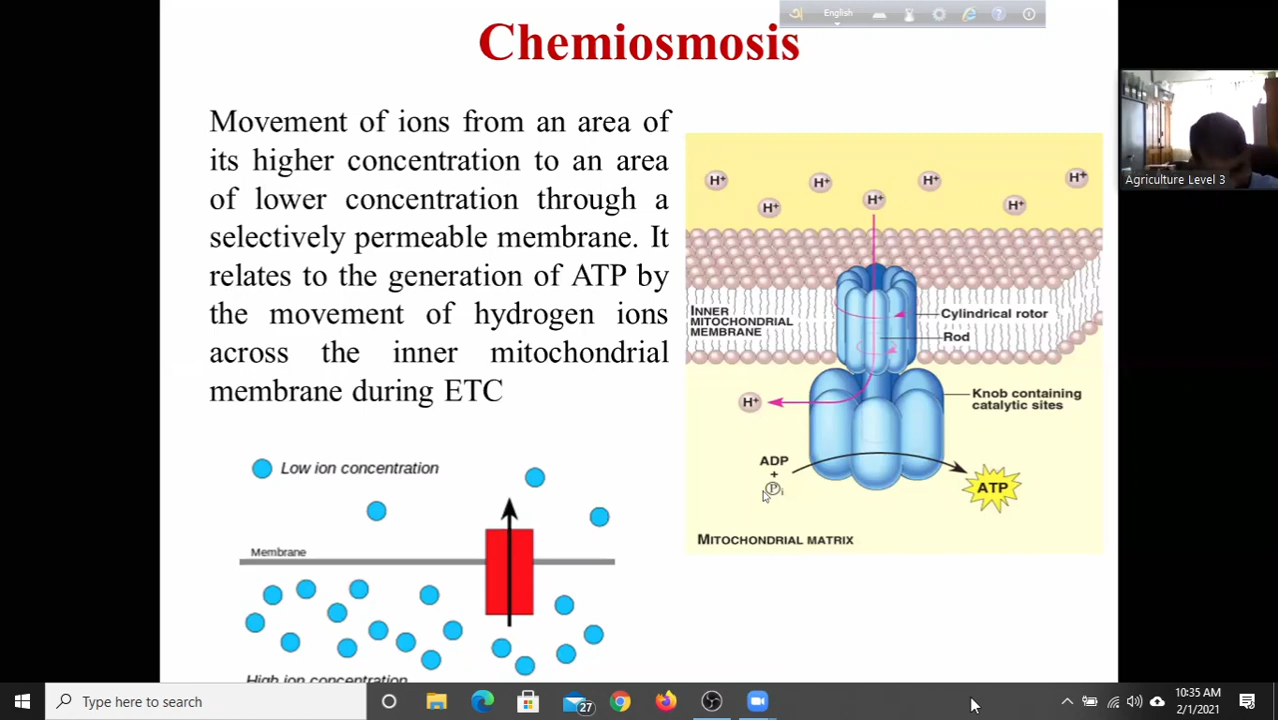 English
Chemiosmosis
Movement of ions from an area of
its higher concentration to an area
of lower concentration through a
selectively permeable membrane. It
relates to the generation of ATP by
the movement of hydrogen ions
across the inner mitochondrial
membrane during ETC
Low ion concentration
Membrane
High ion concentration
H+
H+
H+
H+
H+
H+
H+
INNER
MITOCHONDRIAL
MEMBRANE
Cylindrical rotor
Rod
Knob containing
catalytic sites
H+
ADP
+
Pi
ATP
MITOCHONDRIAL MATRIX
Agriculture Level 3
Type here to search
27
10:35 AM
2/1/2021